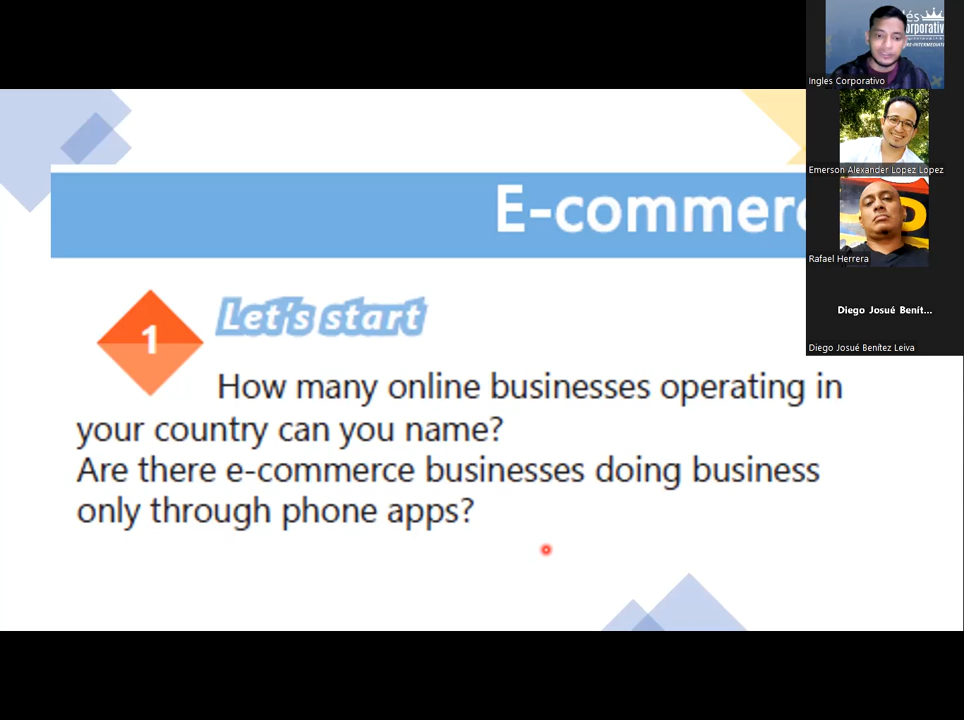 E-commerc
1
Let's start
How many online businesses operating in
your country can you name?
Are there e-commerce businesses doing business
only through phone apps?
Ingles Corporativo
Emerson Alexander Lopez Lopez
Rafael Herrera
Diego Josué Benít...
Diego Josué Benítez Leiva